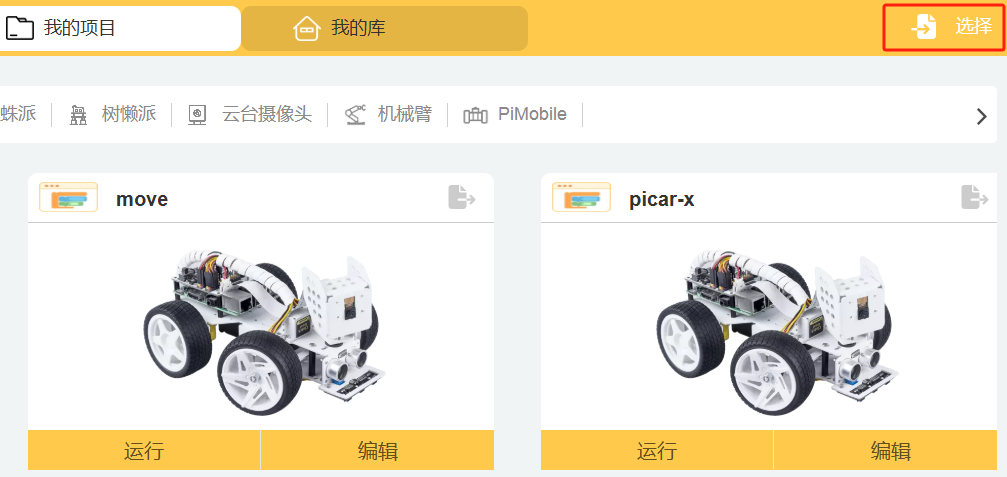 我的项目 我的库 选择
蛛派 树懒派 云台摄像头 机械臂 PiMobile
move picar-x
运行 编辑 运行 编辑